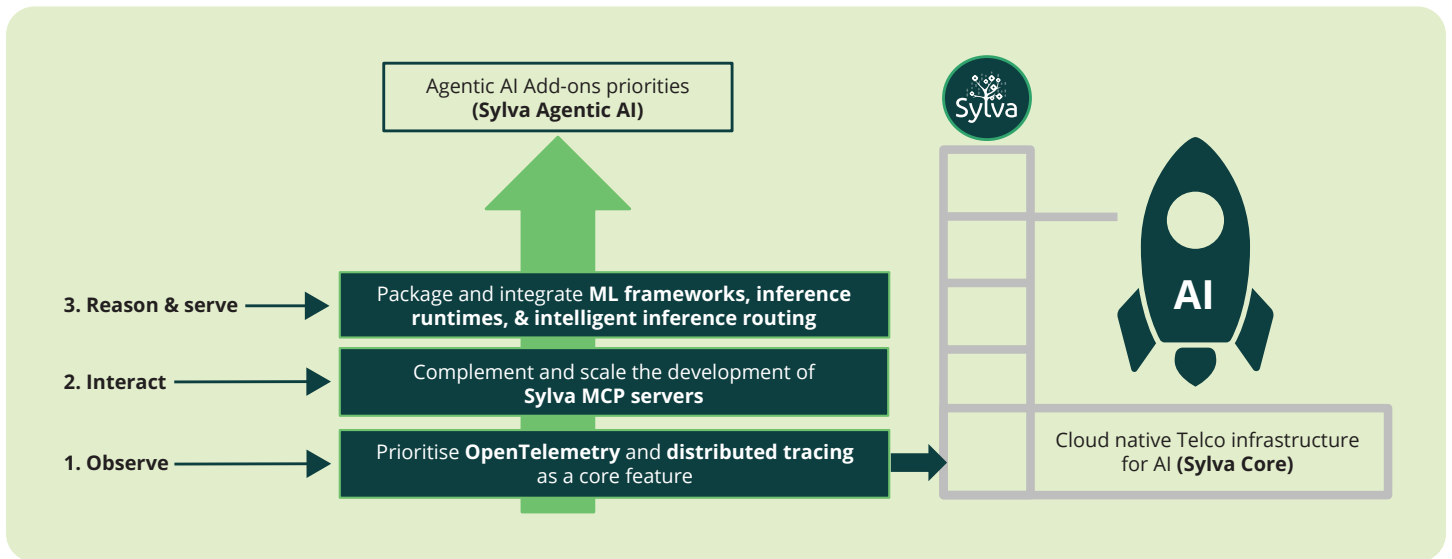 Agentic AI Add-ons priorities
(Sylva Agentic AI)
Sylva
AI
3. Reason & serve
Package and integrate ML frameworks, inference
runtimes, & intelligent inference routing
2. Interact
Complement and scale the development of
Sylva MCP servers
1. Observe
Prioritise OpenTelemetry and distributed tracing
as a core feature
Cloud native Telco infrastructure
for AI (Sylva Core)